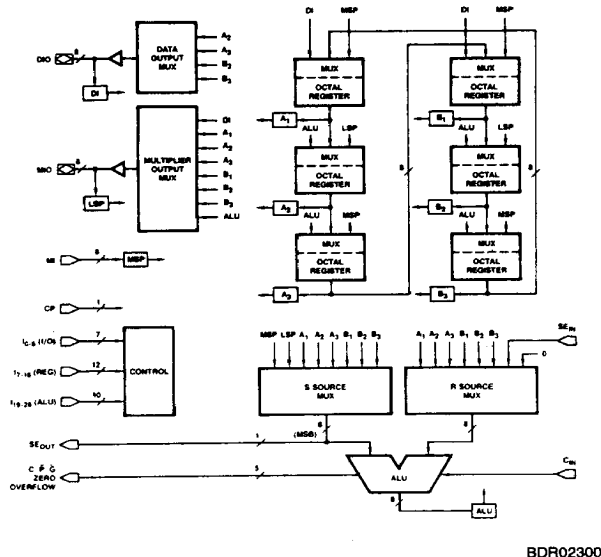 DI MSP DI MSP
DIO 8 DATA OUTPUT MUX A2 A3 B2 B3
DI
MIO 8 MULTIPLIER OUTPUT MUX DI A1 A2 A3 B1 B2 B3 ALU
LSP
MI 8 MSP
CP 1
MUX OCTAL REGISTER MUX OCTAL REGISTER
A1 B1
ALU LSP ALU LSP
MUX OCTAL REGISTER 8 MUX OCTAL REGISTER 8
A2 B2
ALU MSP ALU MSP
MUX OCTAL REGISTER MUX OCTAL REGISTER
A3 B3
I0-6 (I/O) 7
I7-18 (REG) 12 CONTROL
I19-28 (ALU) 10
MSP LSP A1 A2 A3 B1 B2 B3
A1 A2 A3 B1 B2 B3 0 SEIN
S SOURCE MUX R SOURCE MUX
SEOUT 1 (MSB) 8 8
C P G ZERO OVERFLOW 5 ALU CIN
8 ALU
BDR02300